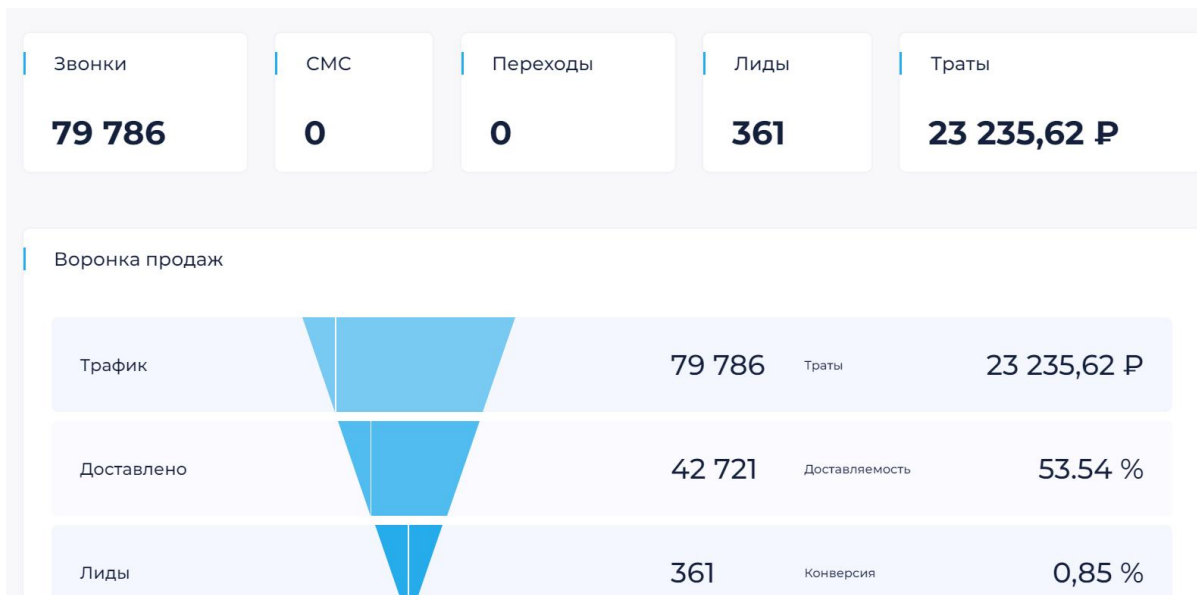 Звонки
СМС
Переходы
Лиды
Траты
79 786
0
0
361
23 235,62 ₽
Воронка продаж
Трафик
79 786
Траты
23 235,62 ₽
Доставлено
42 721
Доставляемость
53.54 %
Лиды
361
Конверсия
0,85 %